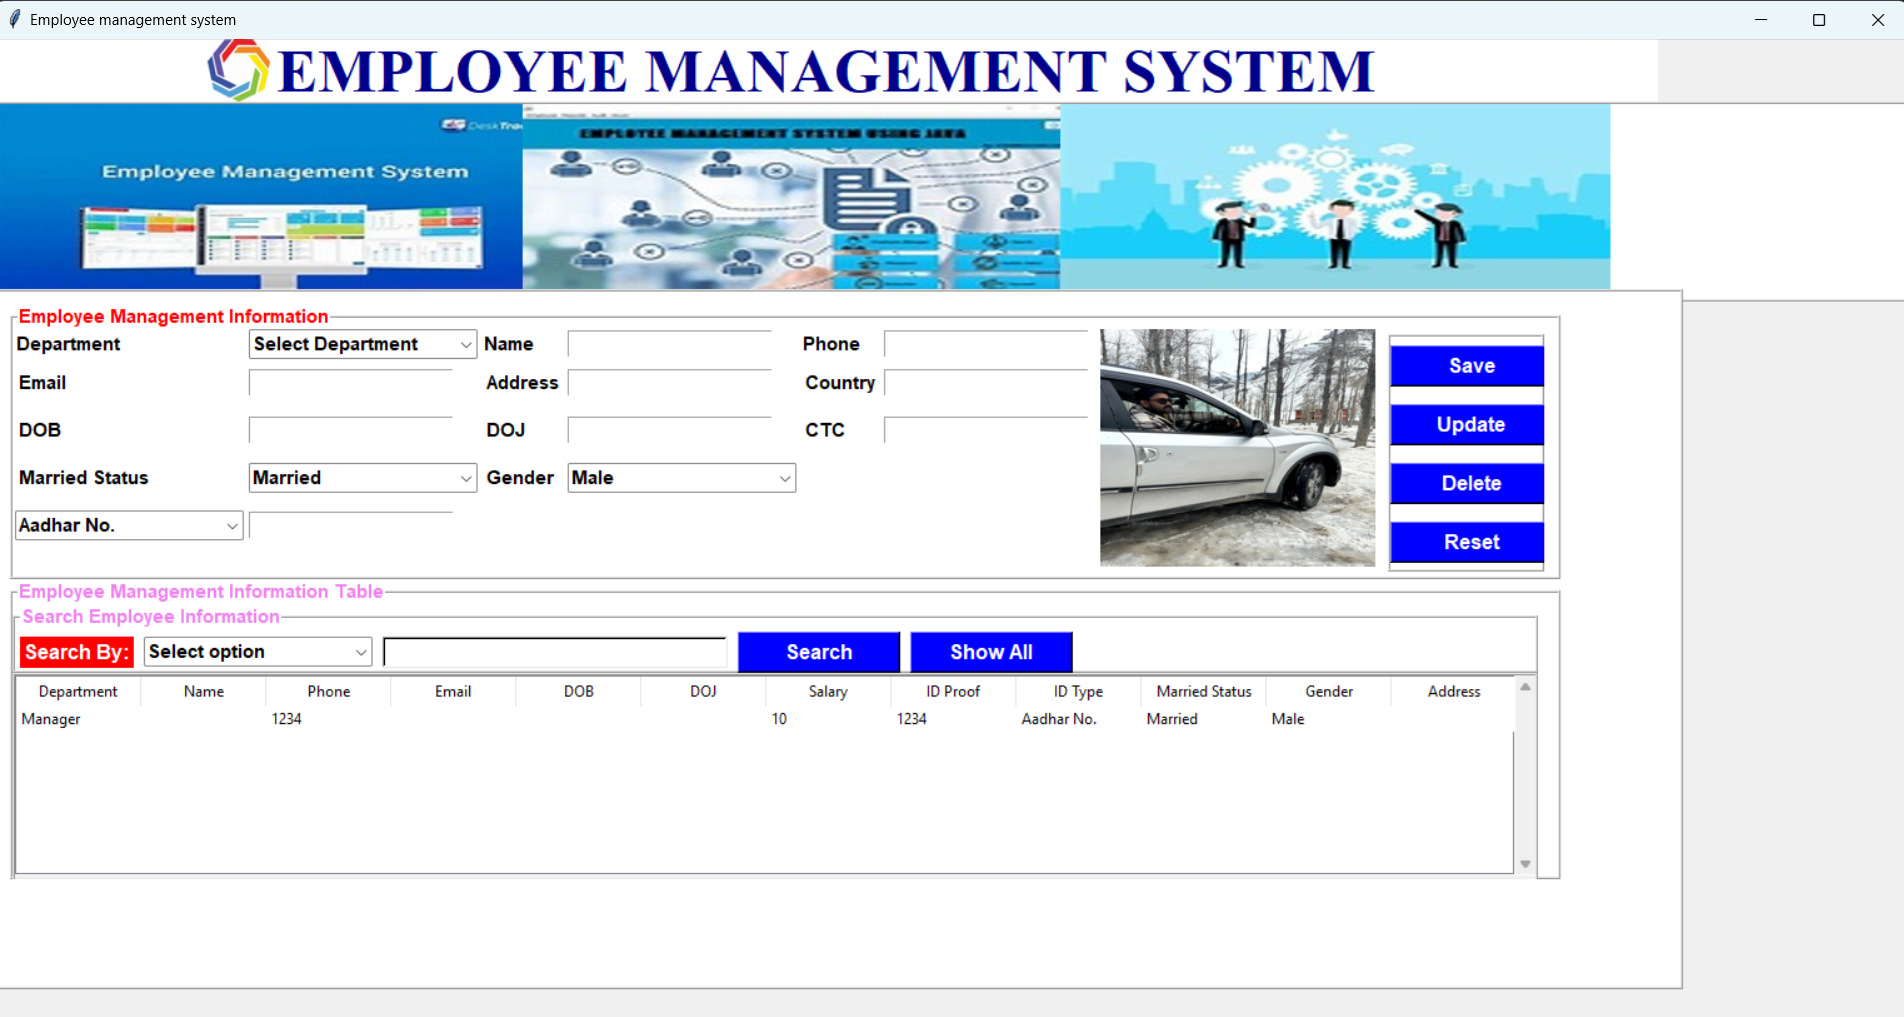 Employee management system
EMPLOYEE MANAGEMENT SYSTEM
Employee Management System
EMPLOYEE MANAGEMENT SYSTEM USING JAVA
Employee Management Information
Department Select Department Name Phone
Email Address Country
DOB DOJ CTC
Married Status Married Gender Male
Aadhar No.
Save
Update
Delete
Reset
Employee Management Information Table
Search Employee Information
Search By: Select option Search Show All
Department Name Phone Email DOB DOJ Salary ID Proof ID Type Married Status Gender Address
Manager 1234 10 1234 Aadhar No. Married Male